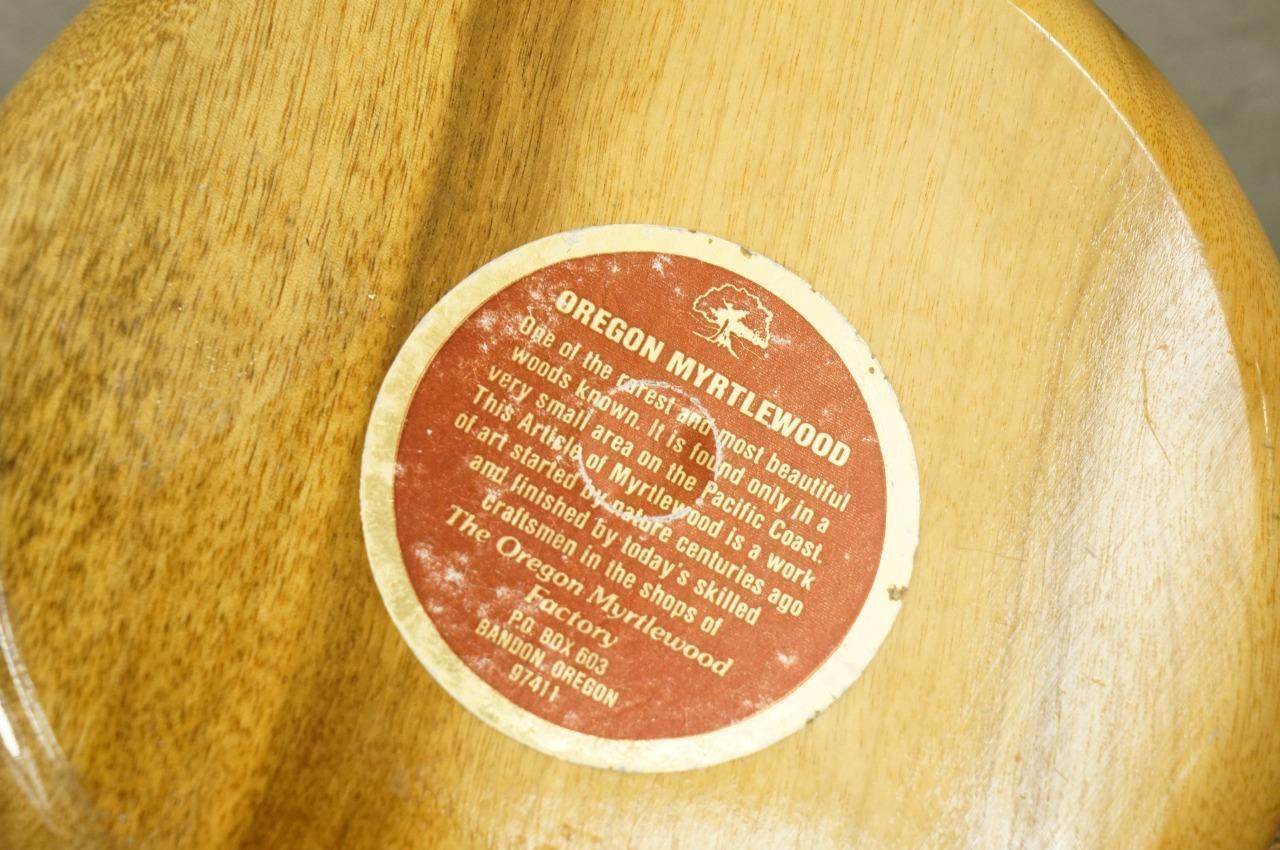 OREGON MYRTLEWOOD
One of the rarest and most beautiful
woods known. It is found only in a
very small area on the Pacific Coast.
This Article of Myrtlewood is a work
of art started by nature centuries ago
and finished by today's skilled
craftsmen in the shops of
The Oregon Myrtlewood
Factory
P.O. BOX 603
BANDON, OREGON
97411